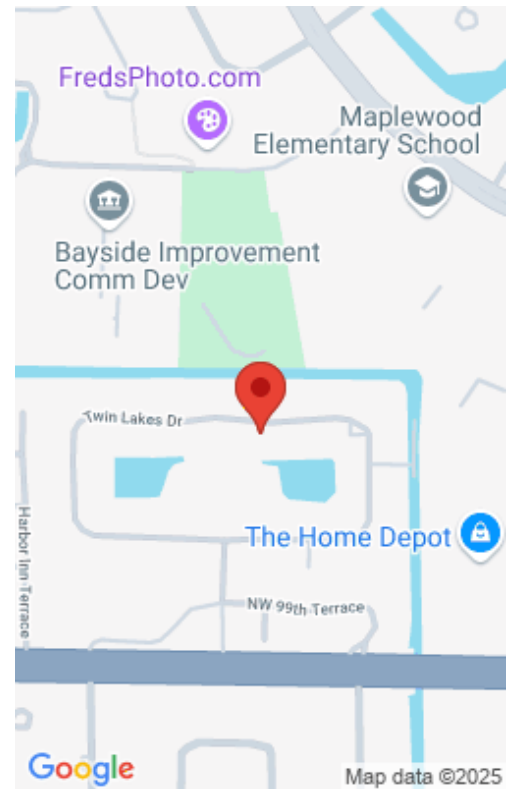 FredsPhoto.com
Maplewood
Elementary School
Bayside Improvement
Comm Dev
Twin Lakes Dr
The Home Depot
Harbor Inn Terrace
NW 99th Terrace
Google
Map data ©2025